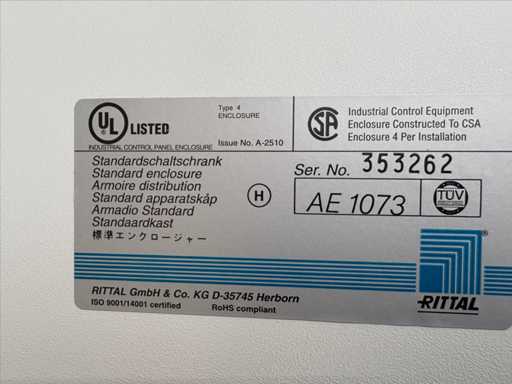 UL
®
LISTED
INDUSTRIAL CONTROL PANEL ENCLOSURE
Type 4
ENCLOSURE
Issue No. A-2510
SA
Industrial Control Equipment
Enclosure Constructed To CSA
Enclosure 4 Per Installation
Standardschaltschrank
Standard enclosure
Armoire distribution
Standard apparatskåp
Armadio Standard
Standaardkast
標準エンクロージャー
H
Ser. No. 353262
AE 1073
TÜV
RITTAL GmbH & Co. KG D-35745 Herborn
ISO 9001/14001 certified RoHS compliant
®
RITTAL